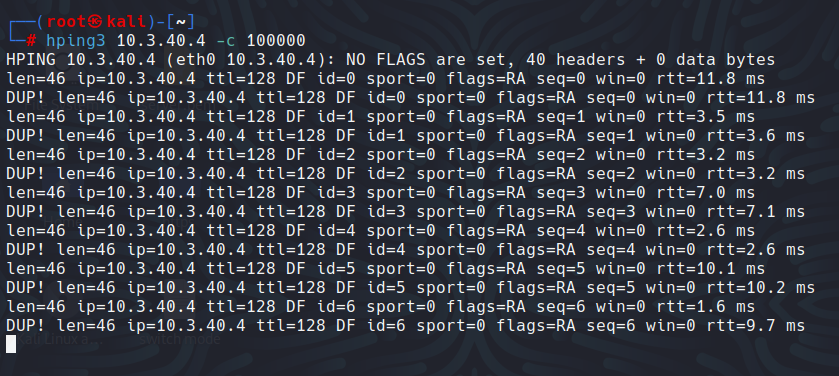 ┌──(root㉿kali)-[~]
└─# hping3 10.3.40.4 -c 100000
HPING 10.3.40.4 (eth0 10.3.40.4): NO FLAGS are set, 40 headers + 0 data bytes
len=46 ip=10.3.40.4 ttl=128 DF id=0 sport=0 flags=RA seq=0 win=0 rtt=11.8 ms
DUP! len=46 ip=10.3.40.4 ttl=128 DF id=0 sport=0 flags=RA seq=0 win=0 rtt=11.8 ms
len=46 ip=10.3.40.4 ttl=128 DF id=1 sport=0 flags=RA seq=1 win=0 rtt=3.5 ms
DUP! len=46 ip=10.3.40.4 ttl=128 DF id=1 sport=0 flags=RA seq=1 win=0 rtt=3.6 ms
len=46 ip=10.3.40.4 ttl=128 DF id=2 sport=0 flags=RA seq=2 win=0 rtt=3.2 ms
DUP! len=46 ip=10.3.40.4 ttl=128 DF id=2 sport=0 flags=RA seq=2 win=0 rtt=3.2 ms
len=46 ip=10.3.40.4 ttl=128 DF id=3 sport=0 flags=RA seq=3 win=0 rtt=7.0 ms
DUP! len=46 ip=10.3.40.4 ttl=128 DF id=3 sport=0 flags=RA seq=3 win=0 rtt=7.1 ms
len=46 ip=10.3.40.4 ttl=128 DF id=4 sport=0 flags=RA seq=4 win=0 rtt=2.6 ms
DUP! len=46 ip=10.3.40.4 ttl=128 DF id=4 sport=0 flags=RA seq=4 win=0 rtt=2.6 ms
len=46 ip=10.3.40.4 ttl=128 DF id=5 sport=0 flags=RA seq=5 win=0 rtt=10.1 ms
DUP! len=46 ip=10.3.40.4 ttl=128 DF id=5 sport=0 flags=RA seq=5 win=0 rtt=10.2 ms
len=46 ip=10.3.40.4 ttl=128 DF id=6 sport=0 flags=RA seq=6 win=0 rtt=1.6 ms
DUP! len=46 ip=10.3.40.4 ttl=128 DF id=6 sport=0 flags=RA seq=6 win=0 rtt=9.7 ms
Kali Linux a... switch mode